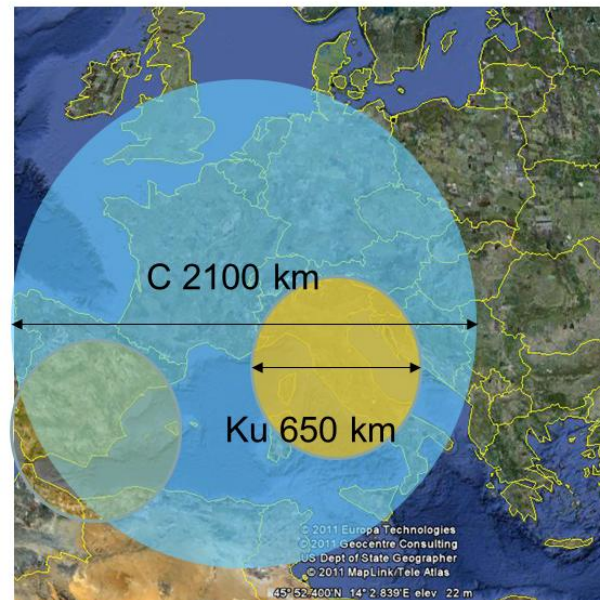 C 2100 km
Ku 650 km
© 2011 Europa Technologies
© 2011 Geocentre Consulting
US Dept of State Geographer
© 2011 MapLink/Tele Atlas
45° 52.400'N 14° 2.839'E elev 22 m